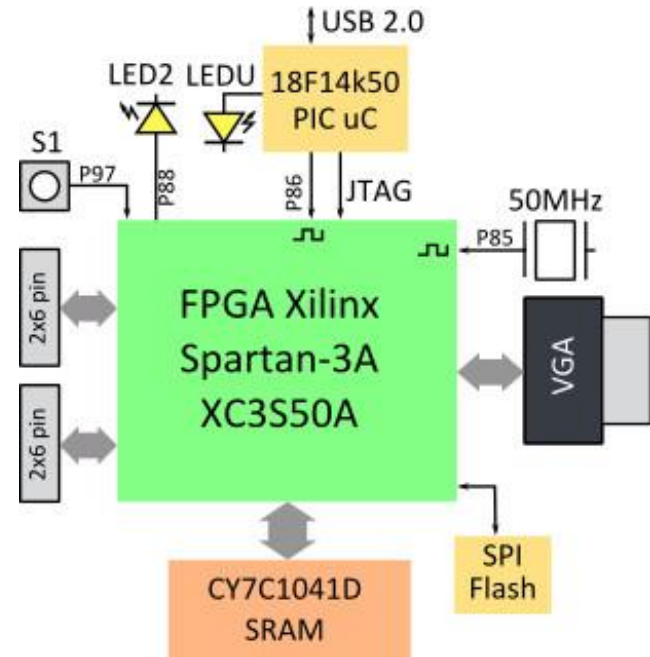 USB 2.0
LED2
LEDU
18F14k50
PIC uC
S1
P97
P88
P86
JTAG
50MHz
P85
2x6 pin
FPGA Xilinx
Spartan-3A
XC3S50A
VGA
2x6 pin
SPI
Flash
CY7C1041D
SRAM